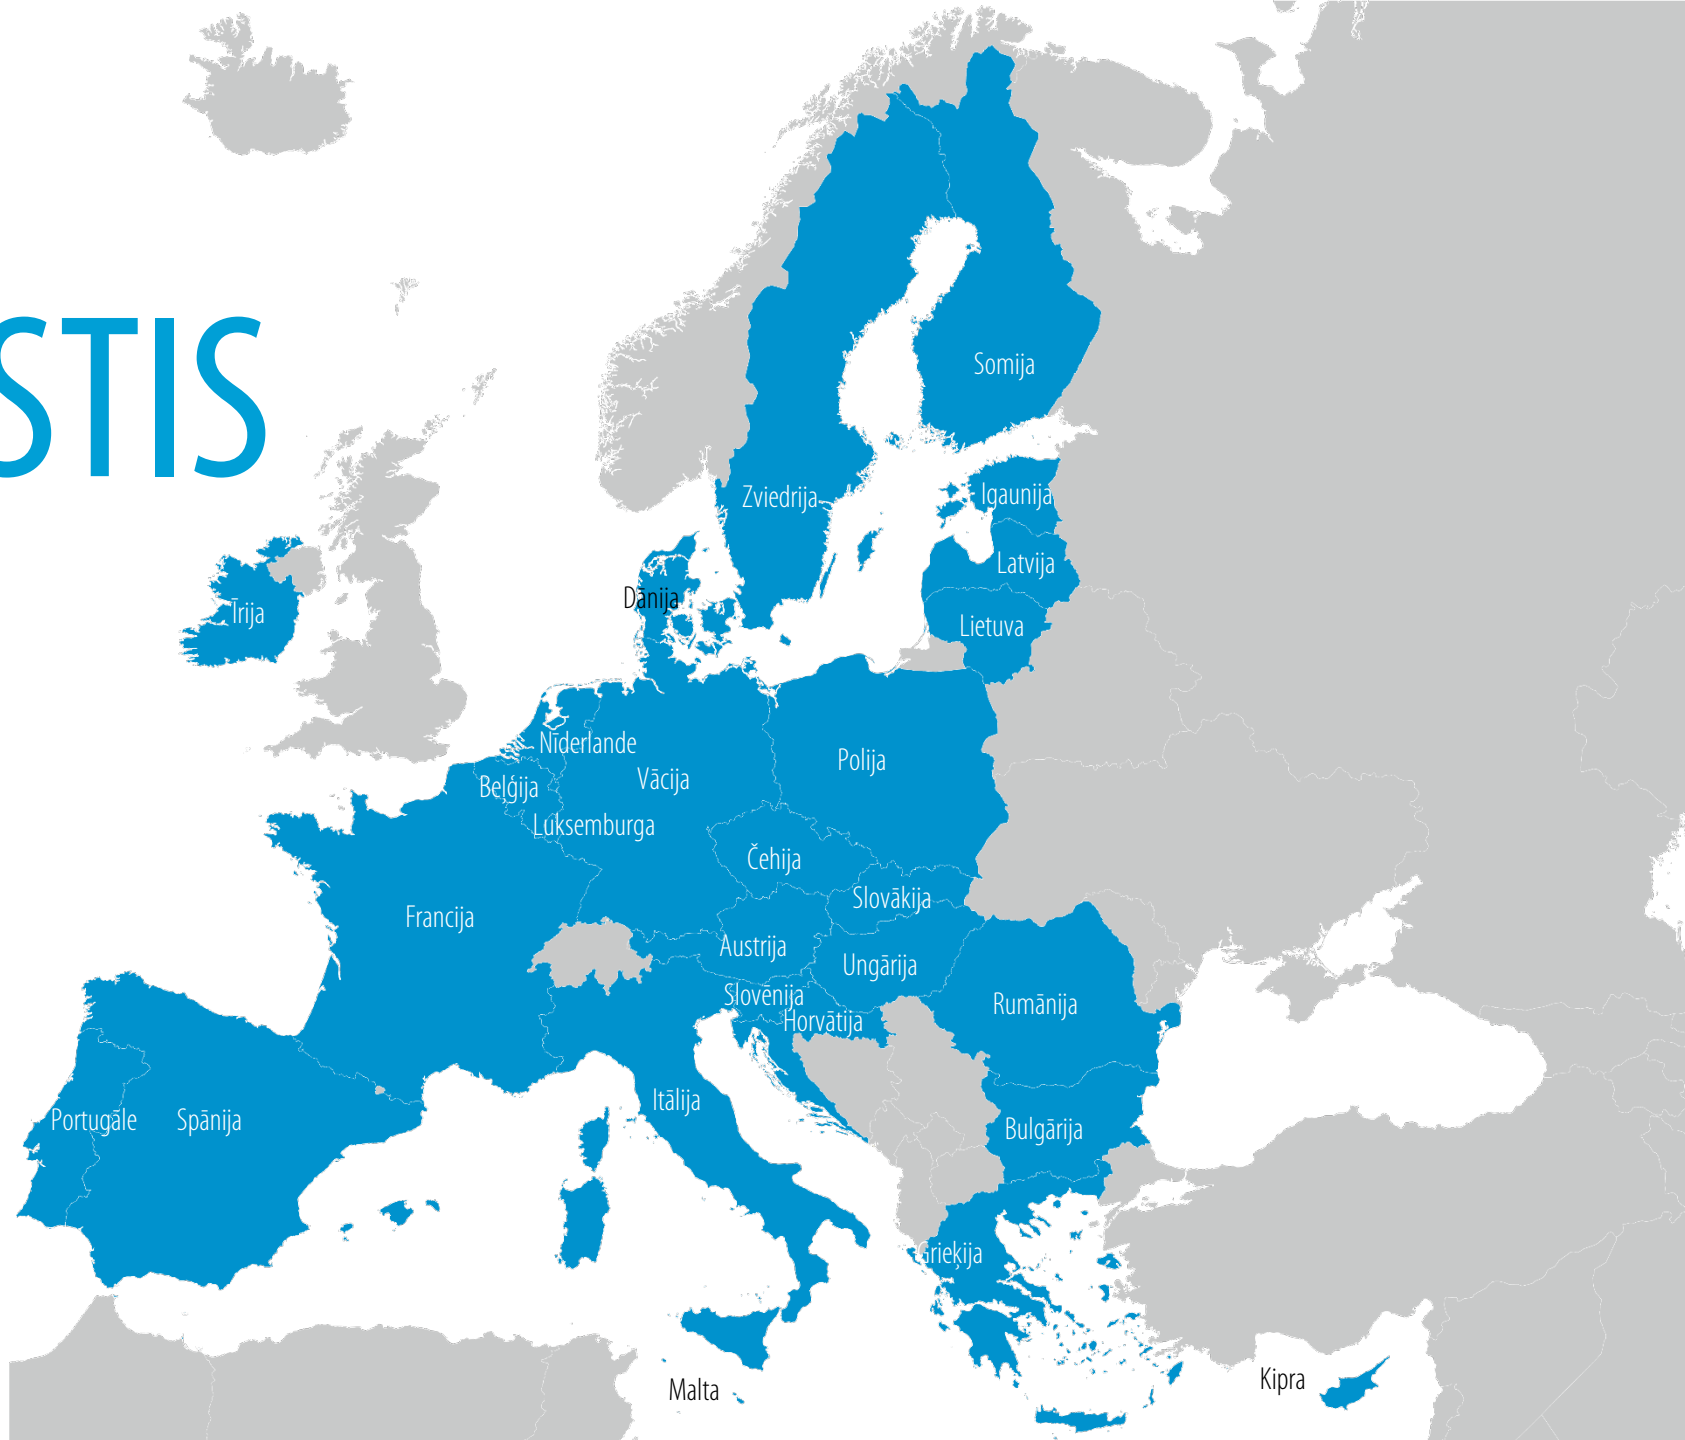 STIS
Somija
Zviedrija
Igaunija
Latvija
Dānija
Īrija
Lietuva
Nīderlande
Polija
Vācija
Beļģija
Luksemburga
Čehija
Slovākija
Francija
Austrija
Ungārija
Slovēnija
Rumānija
Horvātija
Itālija
Portugāle
Spānija
Bulgārija
Grieķija
Kipra
Malta